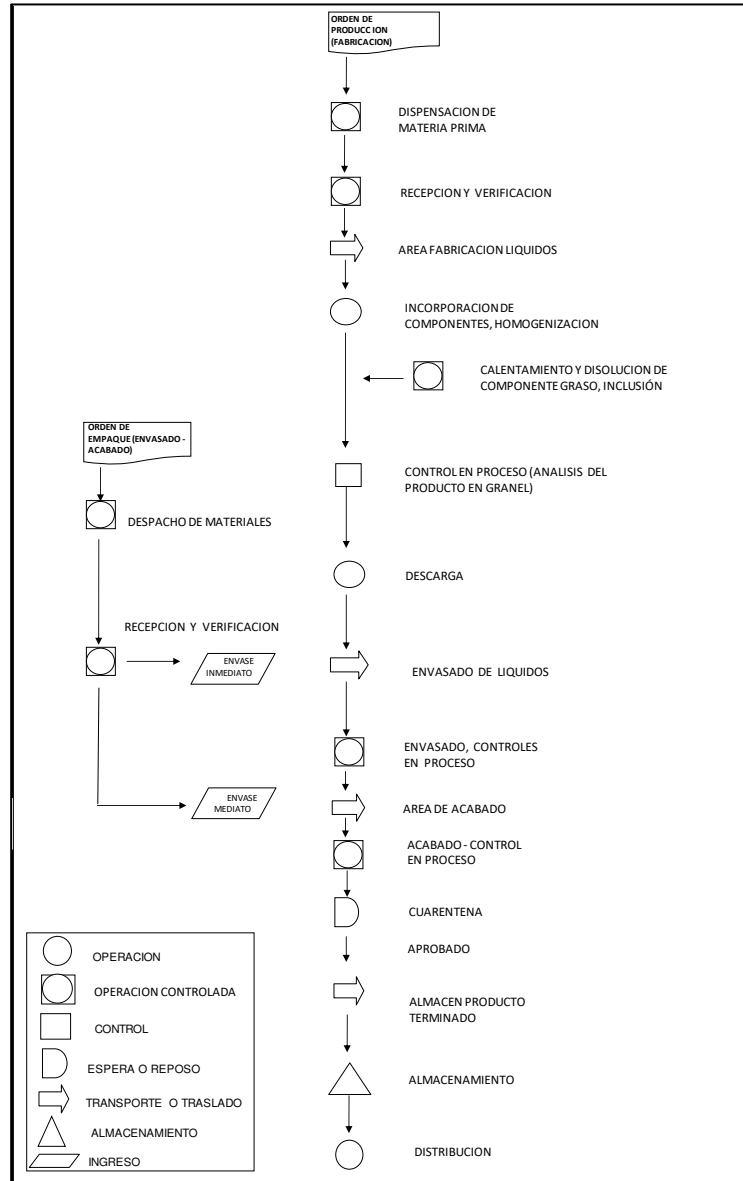 ORDEN DE
PRODUCCION
(FABRICACION)
DISPENSACION DE
MATERIA PRIMA
RECEPCION Y VERIFICACION
AREA FABRICACION LIQUIDOS
INCORPORACION DE
COMPONENTES, HOMOGENIZACION
CALENTAMIENTO Y DISOLUCION DE
COMPONENTE GRASO, INCLUSIÓN
ORDEN DE
EMPAQUE (ENVASADO -
ACABADO)
CONTROL EN PROCESO (ANALISIS DEL
PRODUCTO EN GRANEL)
DESPACHO DE MATERIALES
DESCARGA
RECEPCION Y VERIFICACION
ENVASE
INMEDIATO
ENVASADO DE LIQUIDOS
ENVASADO, CONTROLES
EN PROCESO
ENVASE
MEDIATO
AREA DE ACABADO
ACABADO - CONTROL
EN PROCESO
CUARENTENA
APROBADO
ALMACEN PRODUCTO
TERMINADO
ALMACENAMIENTO
DISTRIBUCION
OPERACION
OPERACION CONTROLADA
CONTROL
ESPERA O REPOSO
TRANSPORTE O TRASLADO
ALMACENAMIENTO
INGRESO